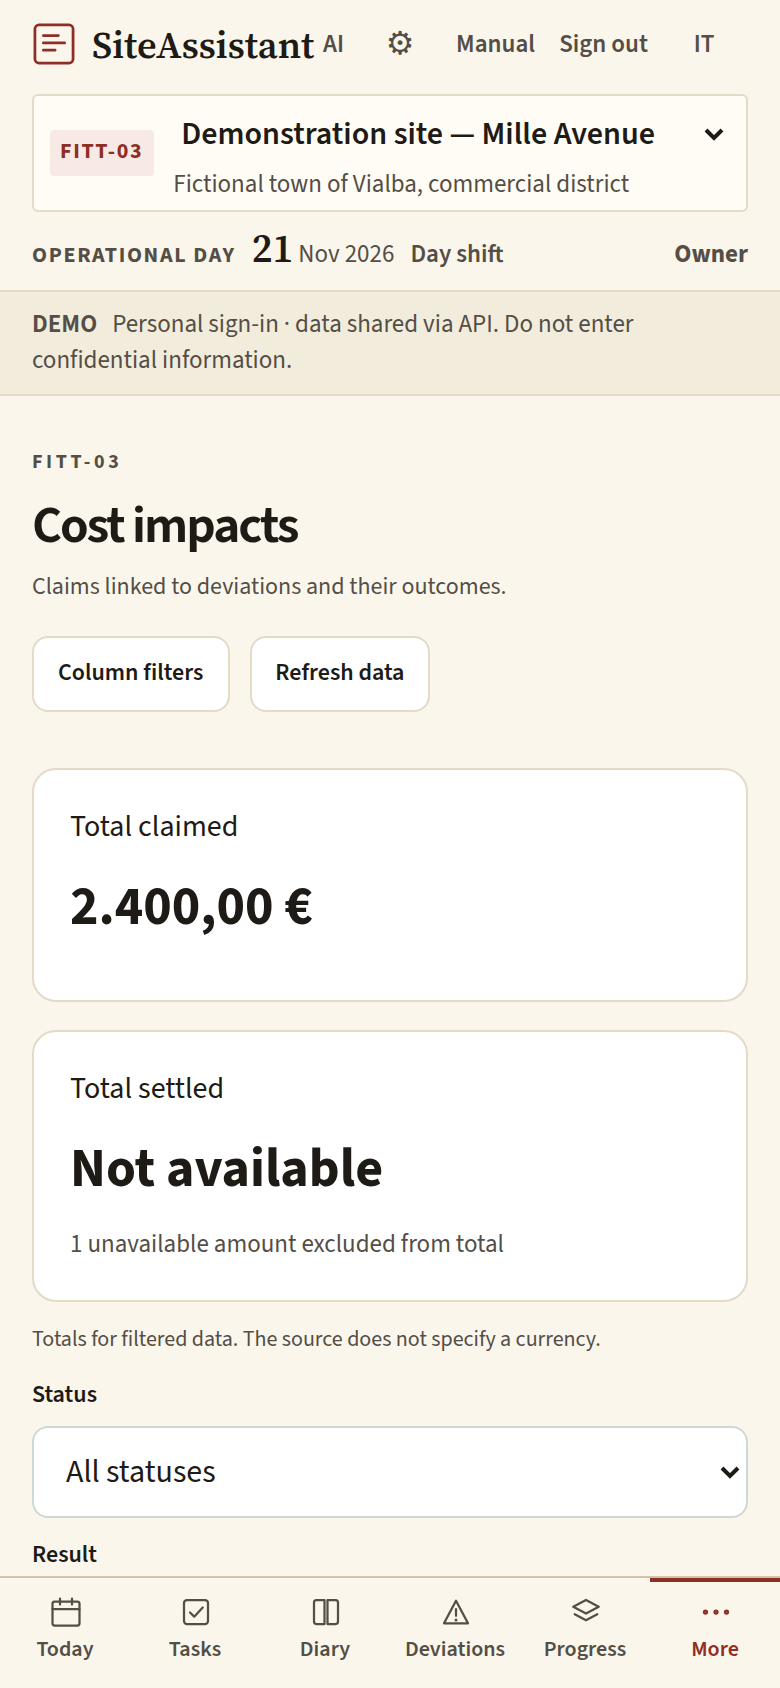 SiteAssistant AI ⚙ Manual Sign out IT
FITT-03
Demonstration site — Mille Avenue
Fictional town of Vialba, commercial district
OPERATIONAL DAY 21 Nov 2026 Day shift Owner
DEMO Personal sign-in · data shared via API. Do not enter
confidential information.
FITT-03
Cost impacts
Claims linked to deviations and their outcomes.
Column filters Refresh data
Total claimed
2.400,00 €
Total settled
Not available
1 unavailable amount excluded from total
Totals for filtered data. The source does not specify a currency.
Status
All statuses
Result
Today Tasks Diary Deviations Progress More